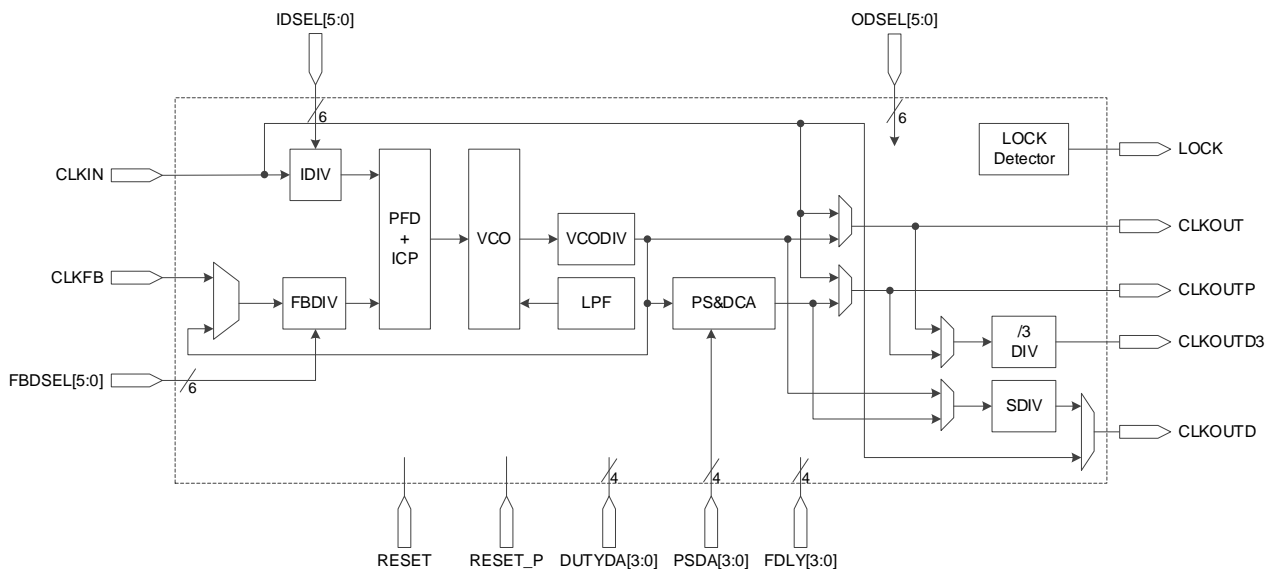 IDSEL[5:0]
ODSEL[5:0]
6
6
LOCK
Detector
LOCK
CLKIN
IDIV
PFD
+
ICP
VCO
VCODIV
CLKOUT
CLKFB
FBDIV
LPF
PS&DCA
CLKOUTP
/3
DIV
CLKOUTD3
FBDSEL[5:0]
6
SDIV
CLKOUTD
4
4
4
RESET
RESET_P
DUTYDA[3:0]
PSDA[3:0]
FDLY[3:0]